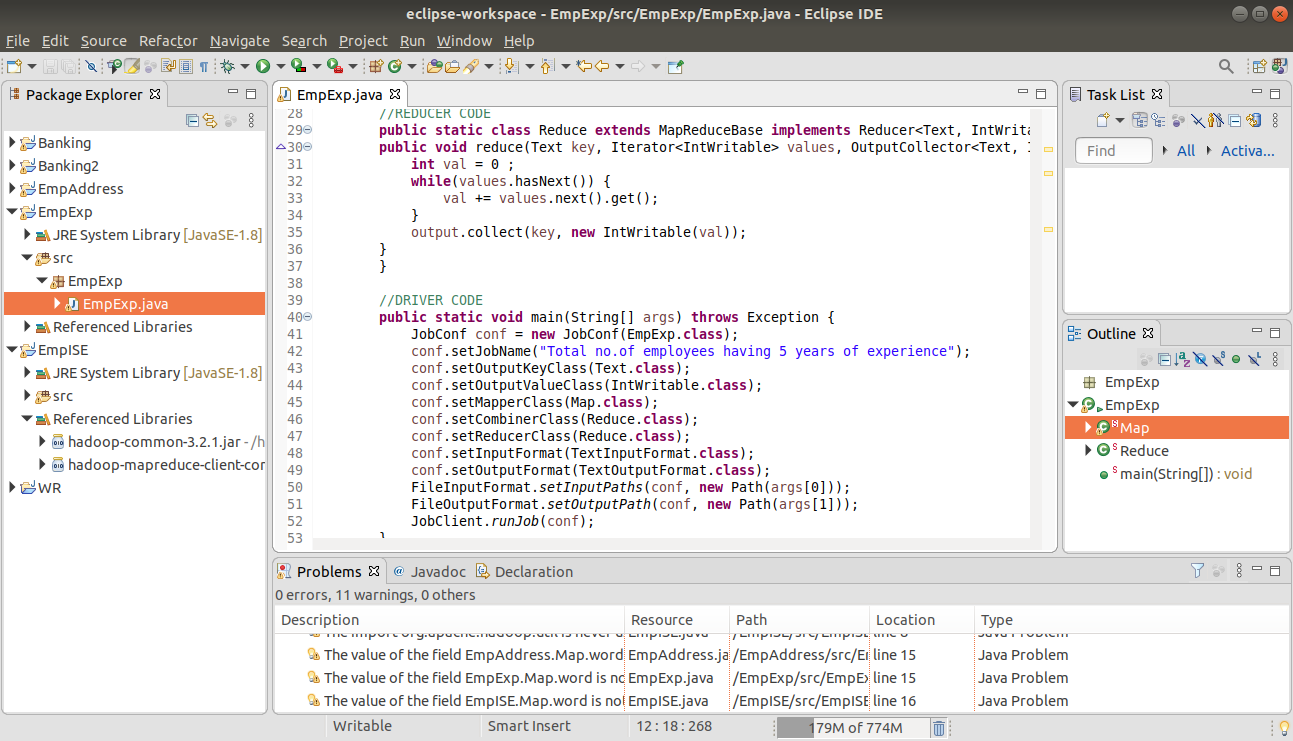 eclipse-workspace - EmpExp/src/EmpExp/EmpExp.java - Eclipse IDE
File Edit Source Refactor Navigate Search Project Run Window Help
Package Explorer
Banking
Banking2
EmpAddress
EmpExp
JRE System Library [JavaSE-1.8]
src
EmpExp
EmpExp.java
Referenced Libraries
EmpISE
JRE System Library [JavaSE-1.8]
src
Referenced Libraries
hadoop-common-3.2.1.jar - /h
hadoop-mapreduce-client-cor
WR
EmpExp.java
28 //REDUCER CODE
29 public static class Reduce extends MapReduceBase implements Reducer<Text, IntWrita
30 public void reduce(Text key, Iterator<IntWritable> values, OutputCollector<Text, I
31 int val = 0 ;
32 while(values.hasNext()) {
33 val += values.next().get();
34 }
35 output.collect(key, new IntWritable(val));
36 }
37 }
38
39 //DRIVER CODE
40 public static void main(String[] args) throws Exception {
41 JobConf conf = new JobConf(EmpExp.class);
42 conf.setJobName("Total no.of employees having 5 years of experience");
43 conf.setOutputKeyClass(Text.class);
44 conf.setOutputValueClass(IntWritable.class);
45 conf.setMapperClass(Map.class);
46 conf.setCombinerClass(Reduce.class);
47 conf.setReducerClass(Reduce.class);
48 conf.setInputFormat(TextInputFormat.class);
49 conf.setOutputFormat(TextOutputFormat.class);
50 FileInputFormat.setInputPaths(conf, new Path(args[0]));
51 FileOutputFormat.setOutputPath(conf, new Path(args[1]));
52 JobClient.runJob(conf);
53 }
Task List
Find All Activa...
Outline
EmpExp
EmpExp
Map
Reduce
main(String[]) : void
Problems Javadoc Declaration
0 errors, 11 warnings, 0 others
Description Resource Path Location Type
The import org.apache.hadoop.util is never u EmpISE.java /EmpISE/src/EmpISE line 8 Java Problem
The value of the field EmpAddress.Map.word EmpAddress.ja /EmpAddress/src/Ei line 15 Java Problem
The value of the field EmpExp.Map.word is no EmpExp.java /EmpExp/src/EmpEx line 15 Java Problem
The value of the field EmpISE.Map.word is no EmpISE.java /EmpISE/src/EmpISE line 16 Java Problem
Writable Smart Insert 12 : 18 : 268 179M of 774M